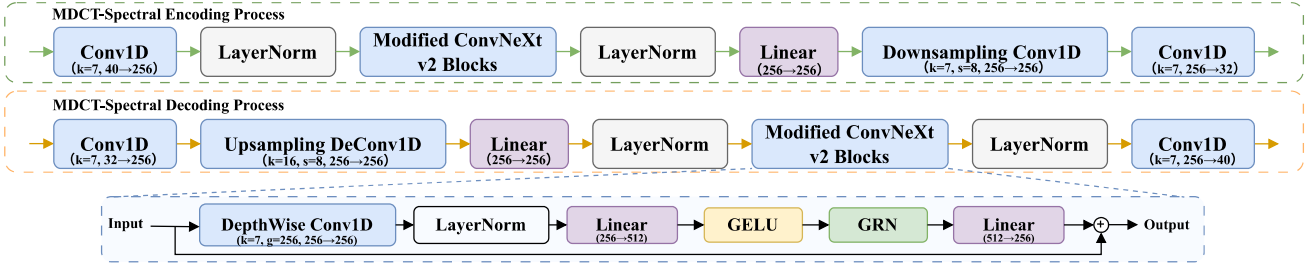 MDCT-Spectral Encoding Process
Conv1D
(k=7, 40→256)
LayerNorm
Modified ConvNeXt
v2 Blocks
LayerNorm
Linear
(256→256)
Downsampling Conv1D
(k=7, s=8, 256→256)
Conv1D
(k=7, 256→32)
MDCT-Spectral Decoding Process
Conv1D
(k=7, 32→256)
Upsampling DeConv1D
(k=16, s=8, 256→256)
Linear
(256→256)
LayerNorm
Modified ConvNeXt
v2 Blocks
LayerNorm
Conv1D
(k=7, 256→40)
Input
DepthWise Conv1D
(k=7, g=256, 256→256)
LayerNorm
Linear
(256→512)
GELU
GRN
Linear
(512→256)
Output